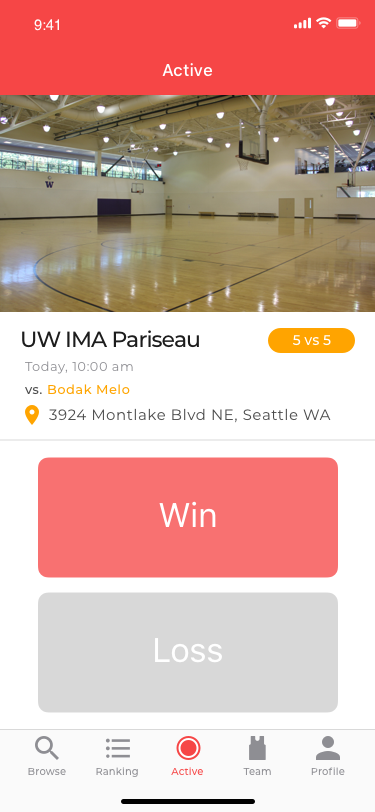 9:41
Active
W
UW IMA Pariseau
5 vs 5
Today, 10:00 am
vs. Bodak Melo
3924 Montlake Blvd NE, Seattle WA
Win
Loss
Browse
Ranking
Active
Team
Profile